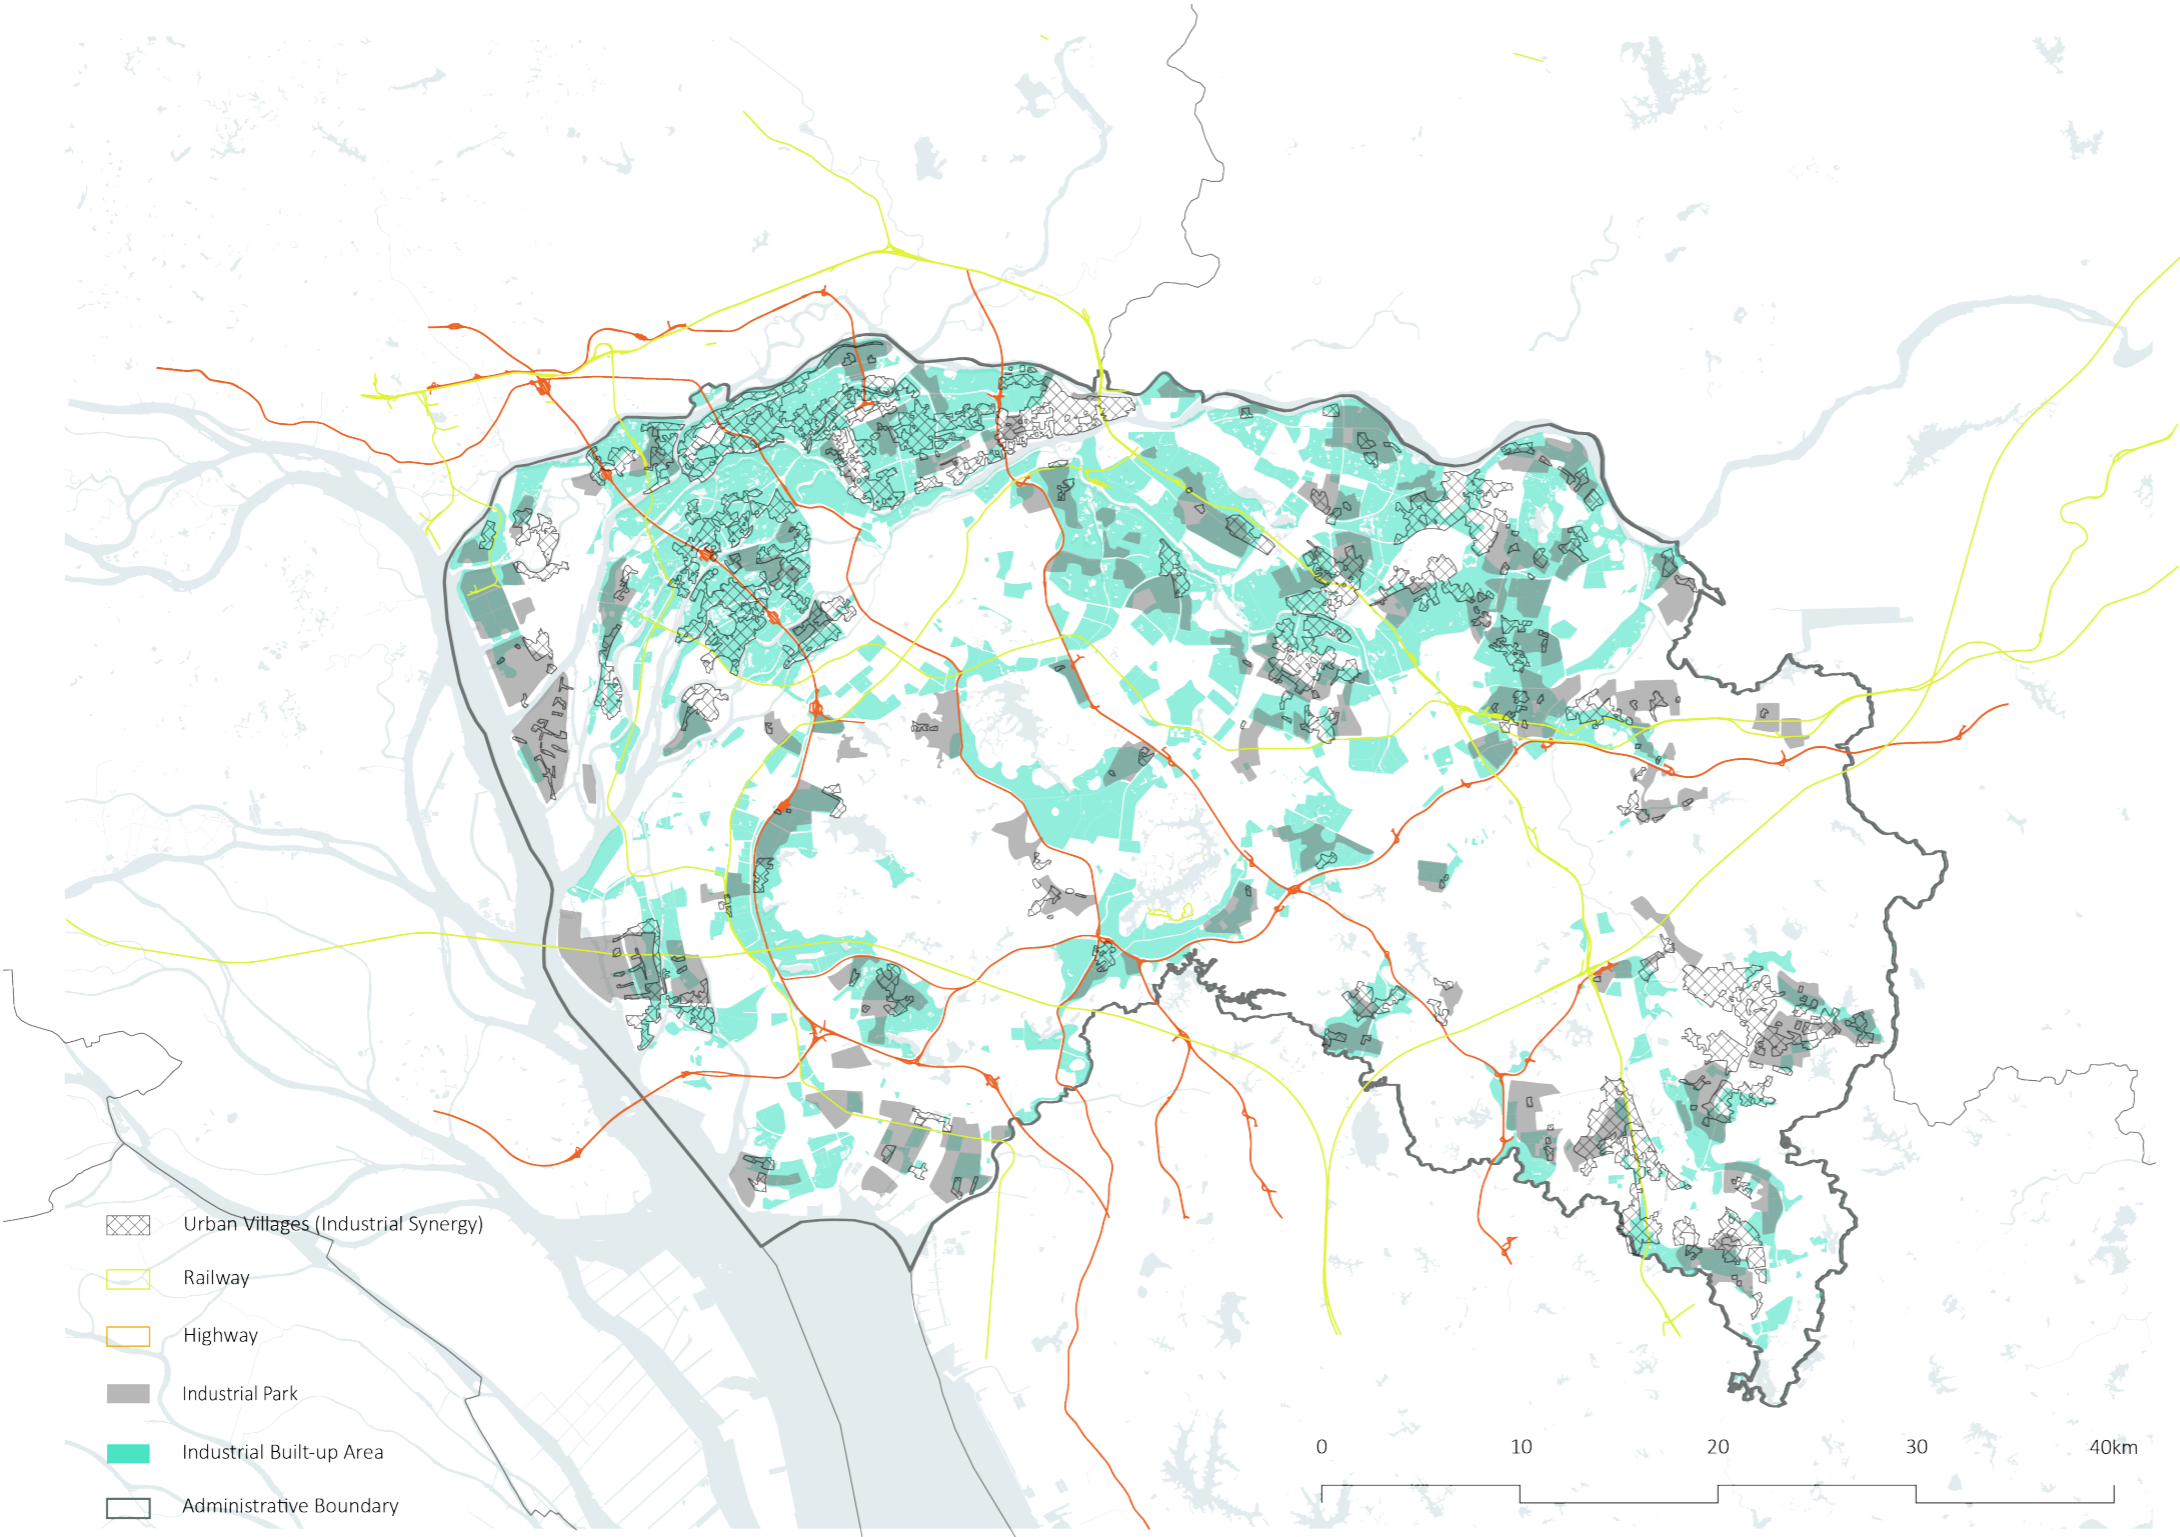 Urban Villages (Industrial Synergy)
Railway
Highway
Industrial Park
Industrial Built-up Area
Administrative Boundary
0 10 20 30 40km